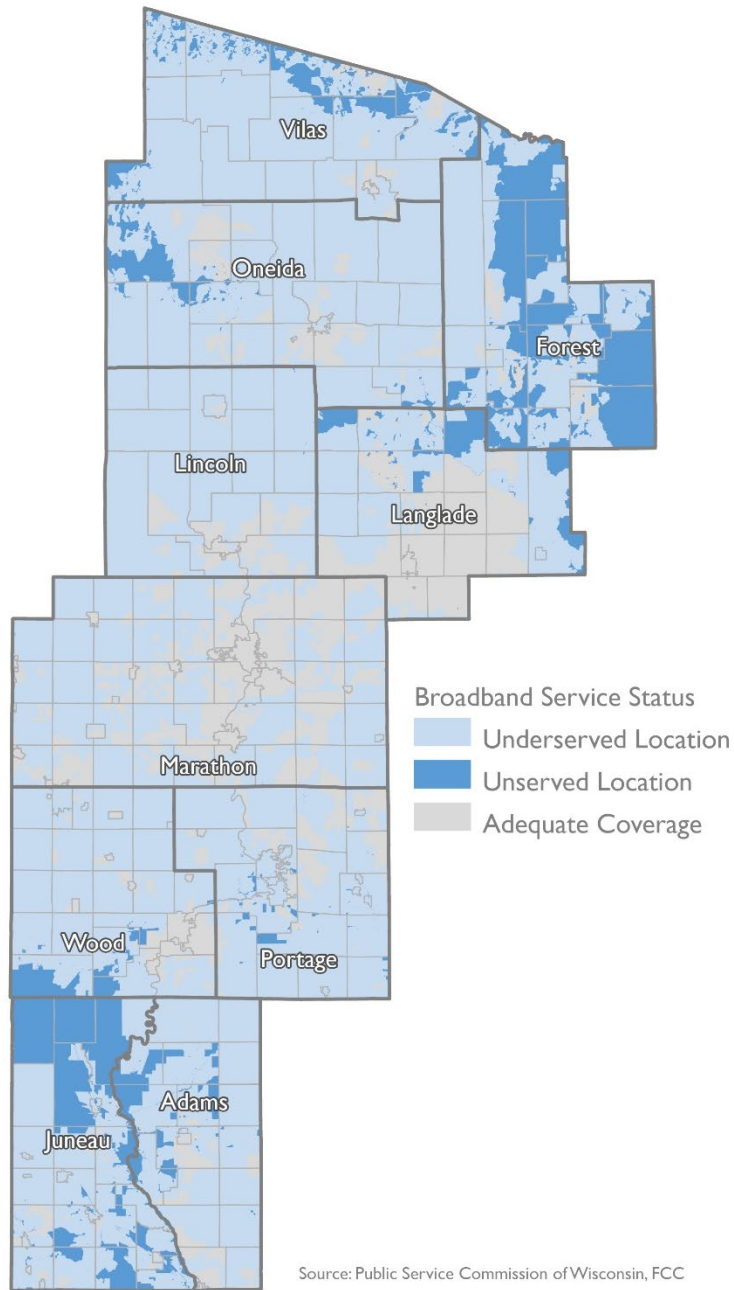 Vilas
Oneida
Forest
Lincoln
Langlade
Broadband Service Status
Underserved Location
Unserved Location
Adequate Coverage
Marathon
Wood
Portage
Adams
Juneau
Source: Public Service Commission of Wisconsin, FCC